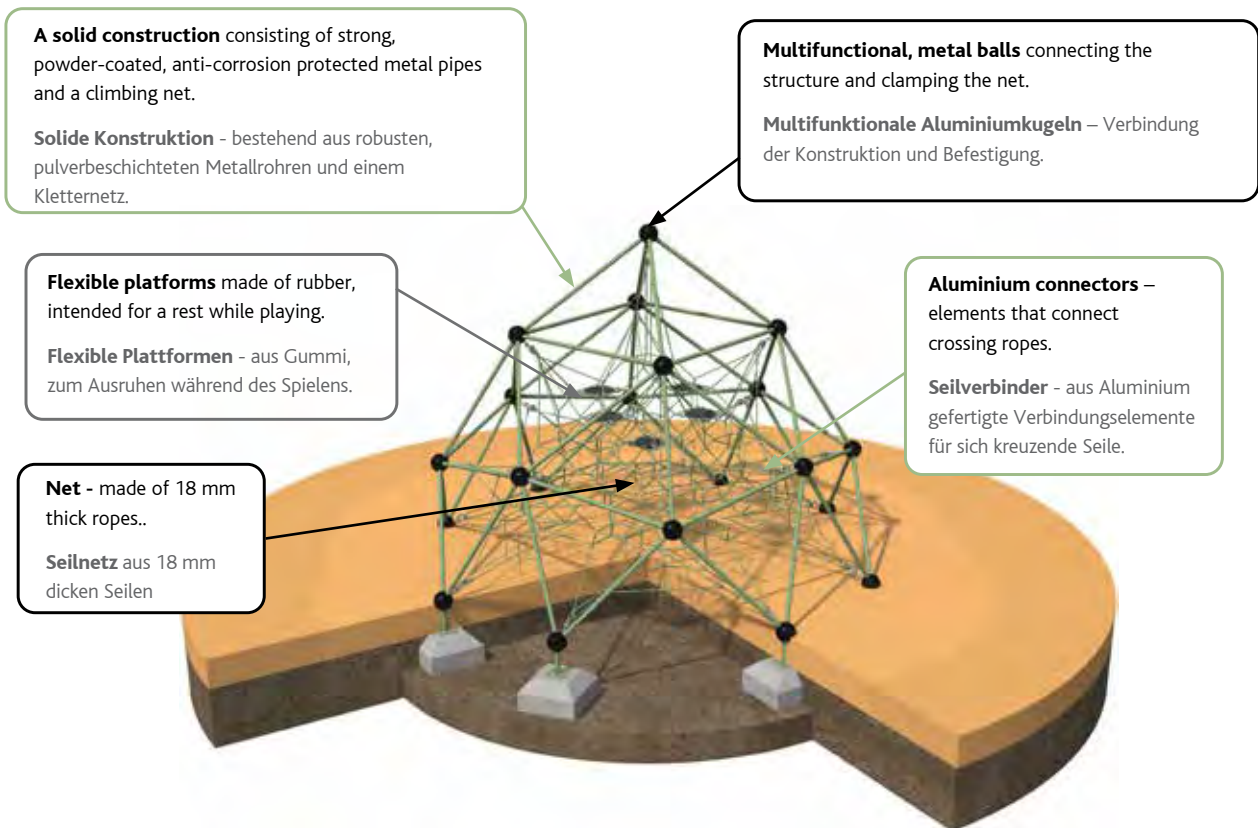 A solid construction consisting of strong,
powder-coated, anti-corrosion protected metal pipes
and a climbing net.
Solide Konstruktion - bestehend aus robusten,
pulverbeschichteten Metallrohren und einem
Kletternetz.
Multifunctional, metal balls connecting the
structure and clamping the net.
Multifunktionale Aluminiumkugeln – Verbindung
der Konstruktion und Befestigung.
Flexible platforms made of rubber,
intended for a rest while playing.
Flexible Plattformen - aus Gummi,
zum Ausruhen während des Spielens.
Aluminium connectors –
elements that connect
crossing ropes.
Seilverbinder - aus Aluminium
gefertigte Verbindungselemente
für sich kreuzende Seile.
Net - made of 18 mm
thick ropes..
Seilnetz aus 18 mm
dicken Seilen